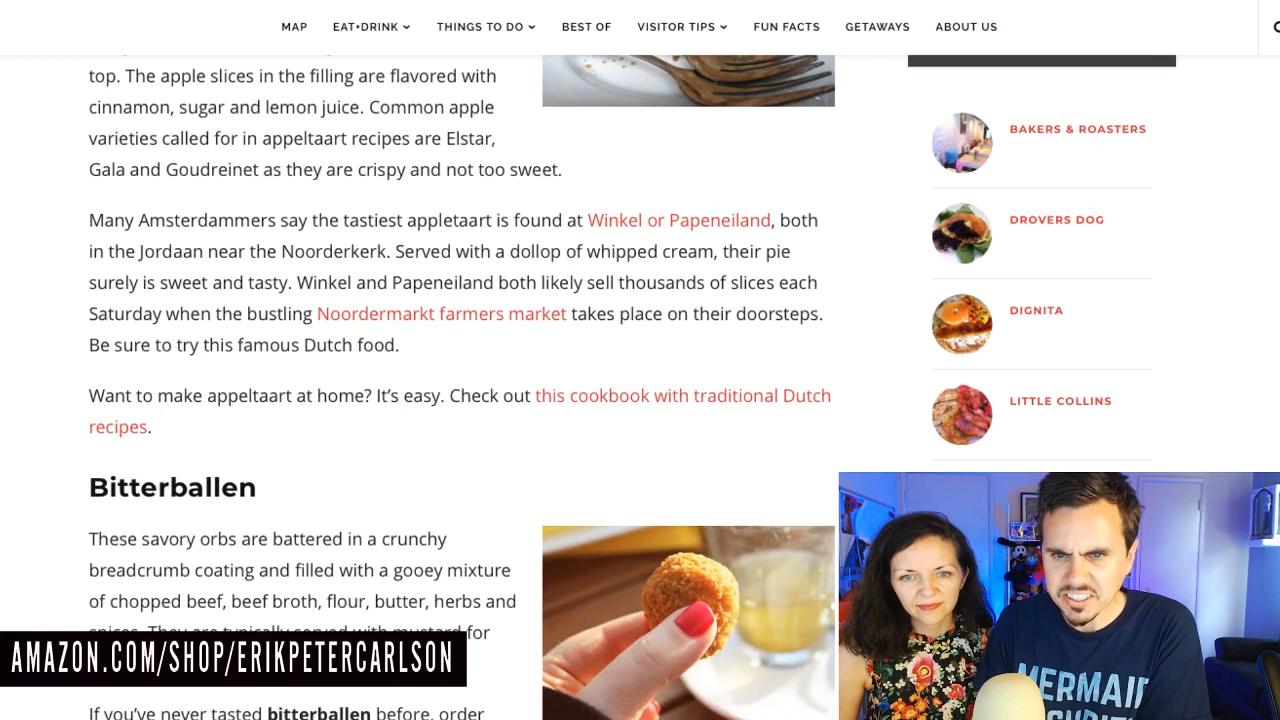 MAP EAT+DRINK THINGS TO DO BEST OF VISITOR TIPS FUN FACTS GETAWAYS ABOUT US
top. The apple slices in the filling are flavored with
cinnamon, sugar and lemon juice. Common apple
varieties called for in appeltaart recipes are Elstar,
Gala and Goudreinet as they are crispy and not too sweet.
Many Amsterdammers say the tastiest appletaart is found at Winkel or Papeneiland, both
in the Jordaan near the Noorderkerk. Served with a dollop of whipped cream, their pie
surely is sweet and tasty. Winkel and Papeneiland both likely sell thousands of slices each
Saturday when the bustling Noordermarkt farmers market takes place on their doorsteps.
Be sure to try this famous Dutch food.
Want to make appeltaart at home? It’s easy. Check out this cookbook with traditional Dutch
recipes.
Bitterballen
These savory orbs are battered in a crunchy
breadcrumb coating and filled with a gooey mixture
of chopped beef, beef broth, flour, butter, herbs and
spices. They are typically served with mustard for
If you’ve never tasted bitterballen before, order
BAKERS & ROASTERS
DROVERS DOG
DIGNITA
LITTLE COLLINS
AMAZON.COM/SHOP/ERIKPETERCARLSON
MERMAID